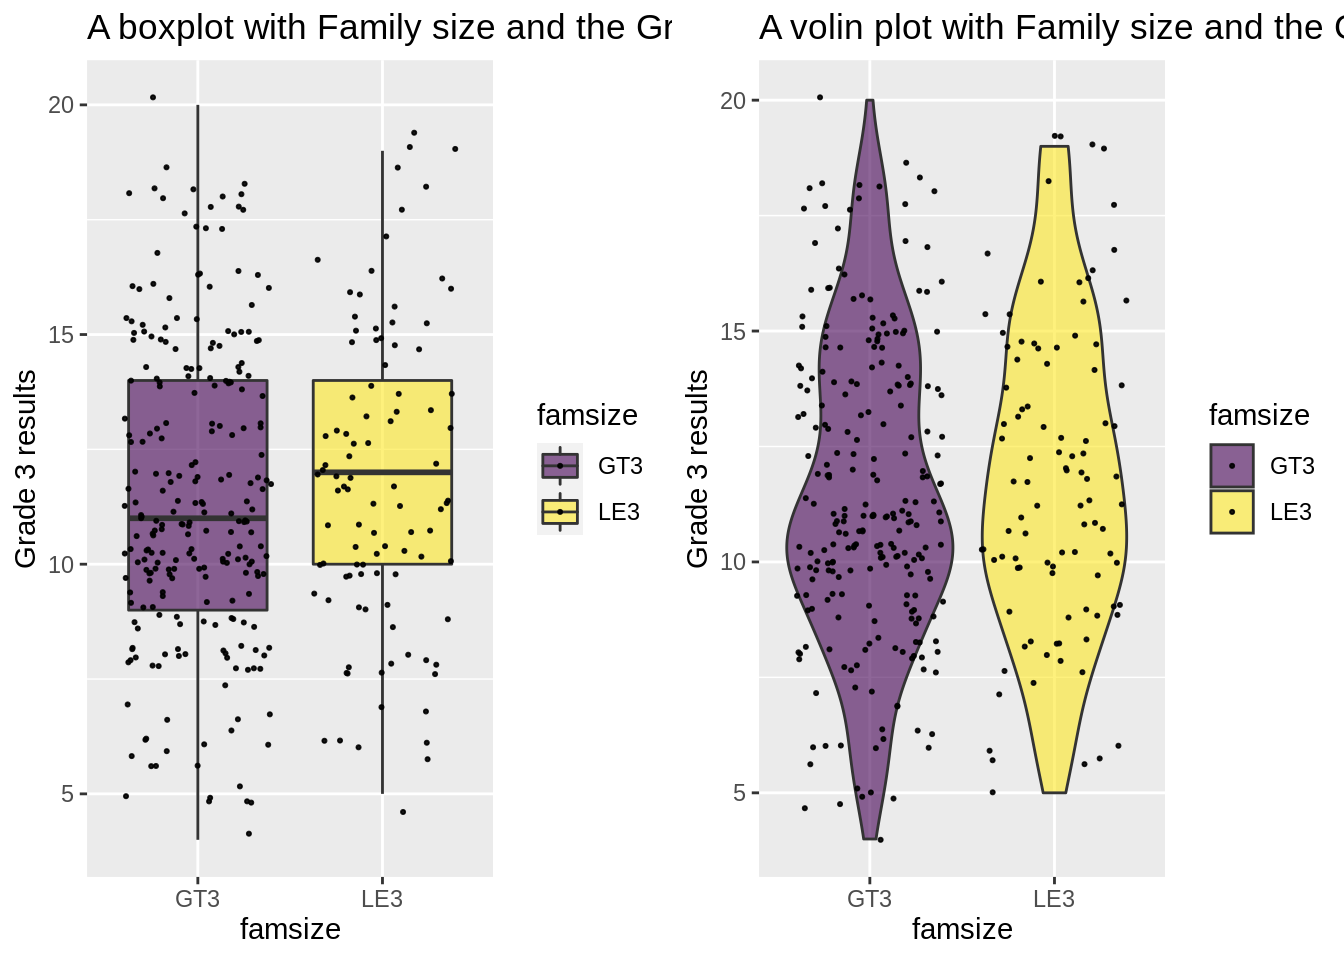 A boxplot with Family size and the Gr
20
15
10
5
Grade 3 results
GT3
LE3
famsize
famsize
GT3
LE3
A volin plot with Family size and the
20
15
10
5
Grade 3 results
GT3
LE3
famsize
famsize
GT3
LE3